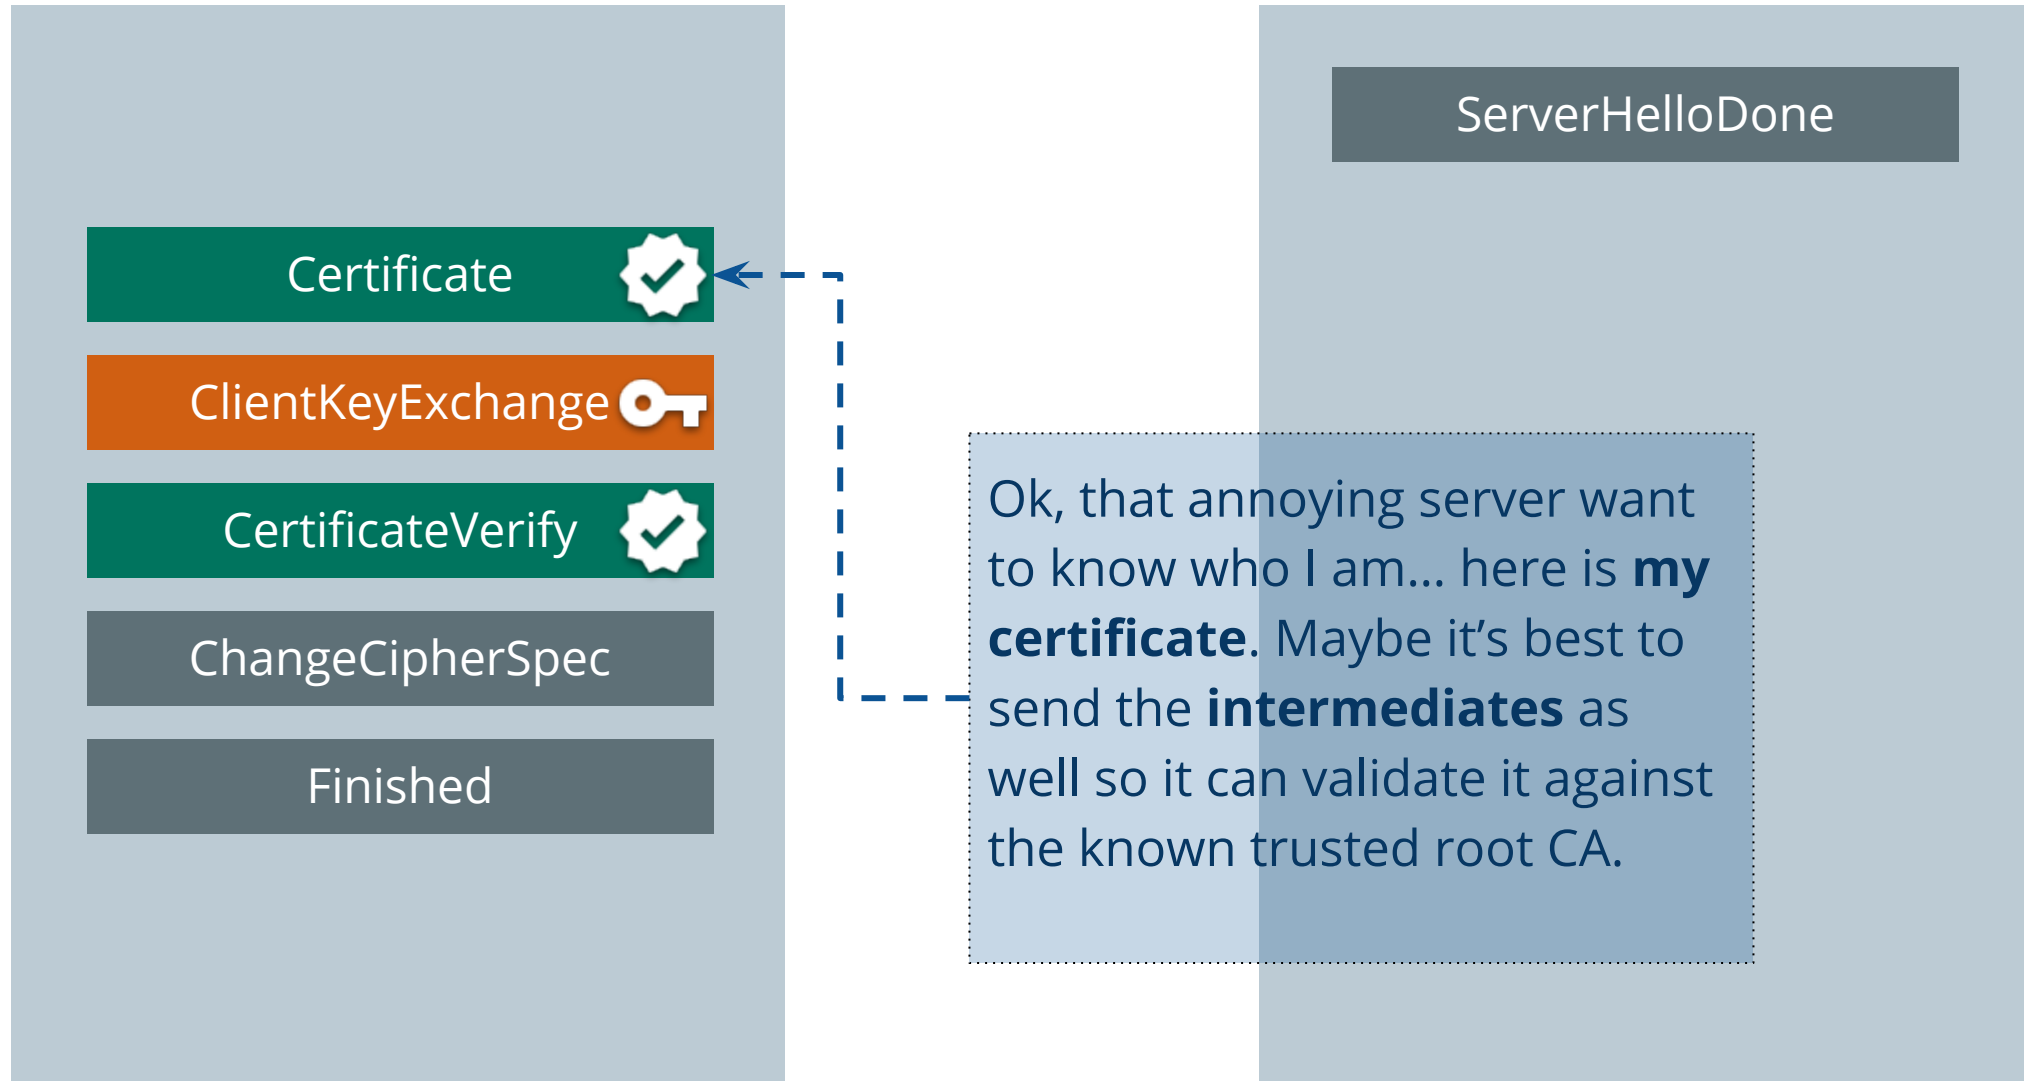 ServerHelloDone
Certificate
ClientKeyExchange
CertificateVerify
ChangeCipherSpec
Finished
Ok, that annoying server want
to know who I am... here is my
certificate. Maybe it’s best to
send the intermediates as
well so it can validate it against
the known trusted root CA.